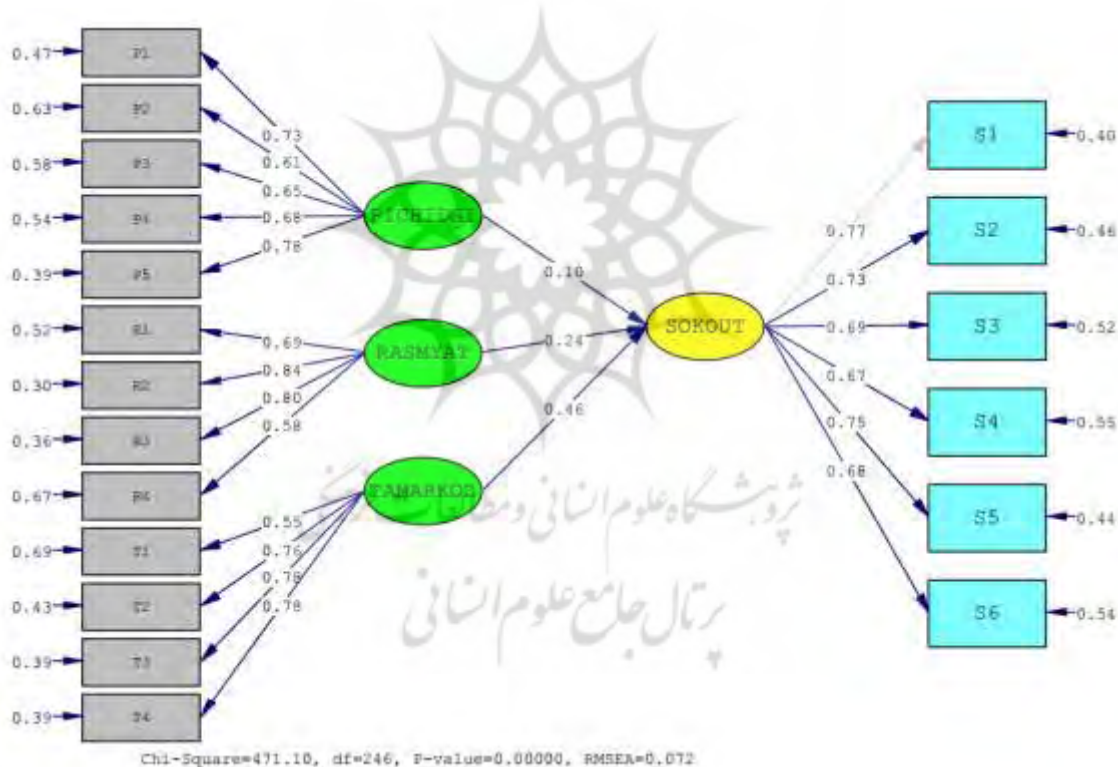 0.47
P1
0.63
P2
0.58
P3
0.54
P4
0.39
P5
0.52
R1
0.30
R2
0.36
R3
0.67
R4
0.69
T1
0.43
T2
0.39
T3
0.39
T4
0.73
0.61
0.65
0.68
0.78
0.69
0.84
0.80
0.58
0.55
0.76
0.78
0.78
PICHIDGI
RASMYAT
TAMARKOZ
0.10
0.24
0.46
SOKOUT
0.77
0.73
0.69
0.67
0.75
0.68
S1
0.40
S2
0.46
S3
0.52
S4
0.55
S5
0.44
S6
0.54
پژوهشگاه علوم انسانی و مطالعات فرهنگی
پرتال جامع علوم انسانی
Chi-Square=471.10, df=246, P-value=0.00000, RMSEA=0.072